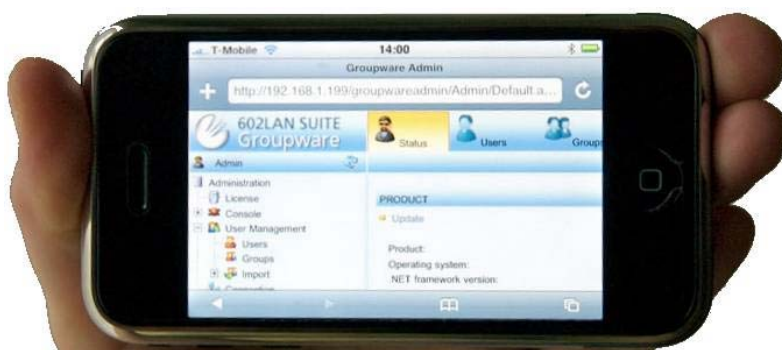 T-Mobile 14:00
Groupware Admin
http://192.168.1.199/groupwareadmin/Admin/Default.a...
602LAN SUITE
Groupware
Status
Users
Groups
Admin
Administration
License
Console
User Management
Users
Groups
Import
PRODUCT
Update
Product:
Operating system:
.NET framework version: